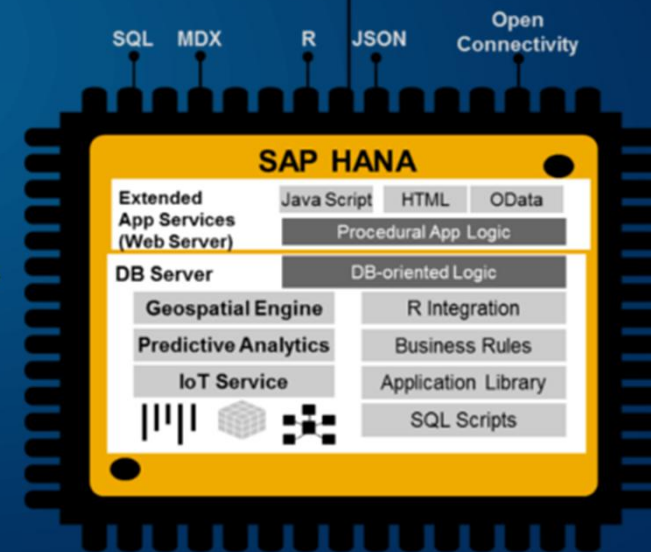 SQL MDX R JSON Open
Connectivity
SAP HANA
Extended
App Services
(Web Server)
Java Script HTML OData
Procedural App Logic
DB Server
DB-oriented Logic
Geospatial Engine
R Integration
Predictive Analytics
Business Rules
IoT Service
Application Library
SQL Scripts